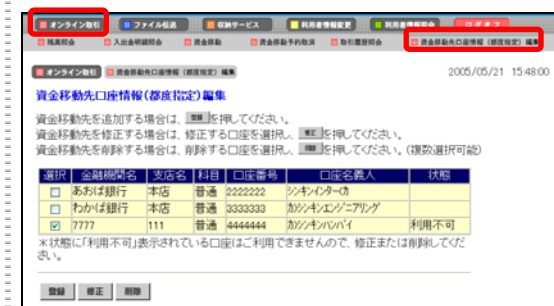 オンライン取引 ファイル伝送 収納サービス 利用者情報変更 利用者情報照会 ログオフ
残高照会 入出金明細照会 資金移動 資金移動予約取消 取引履歴照会 資金移動先口座情報（都度指定）編集
オンライン取引 資金移動先口座情報（都度指定）編集 2005/05/21 15:48:00
資金移動先口座情報(都度指定)編集
資金移動先を追加する場合は、 登録 を押してください。
資金移動先を修正する場合は、修正する口座を選択し、 修正 を押してください。
資金移動先を削除する場合は、削除する口座を選択し、 削除 を押してください。(複数選択可能)
選択 金融機関名 支店名 科目 口座番号 口座名義人 状態
あおば銀行 本店 普通 2222222 シンキンインターカ
わかば銀行 本店 普通 3333333 カ)シンキンエンジニアリング
7777 111 普通 4444444 カ)シンキンハンバイ 利用不可
＊状態に「利用不可」表示されている口座はご利用できませんので、修正または削除してくだ
さい。
登録 修正 削除